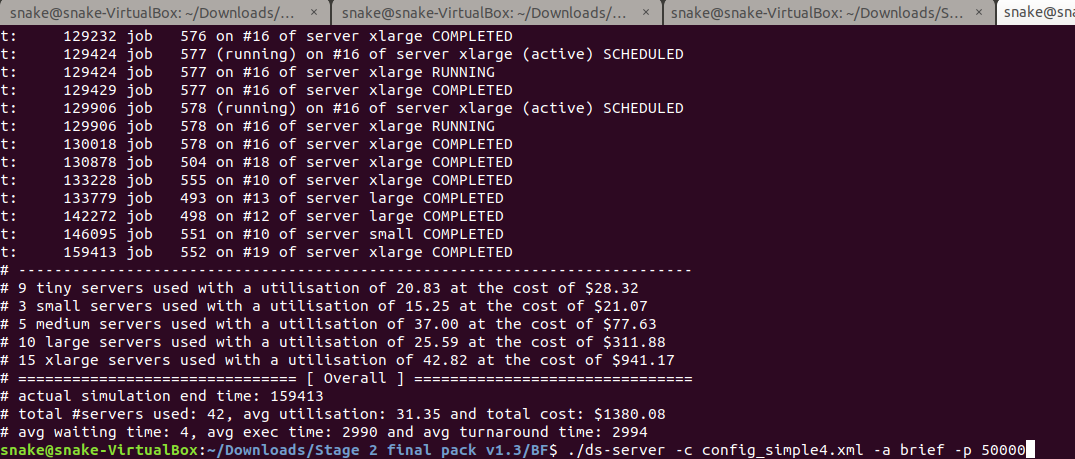 snake@snake-VirtualBox: ~/Downloads/... × snake@snake-VirtualBox: ~/Downloads/... × snake@snake-VirtualBox: ~/Downloads/S... × snake@sna
t:      129232 job   576 on #16 of server xlarge COMPLETED
t:      129424 job   577 (running) on #16 of server xlarge (active) SCHEDULED
t:      129424 job   577 on #16 of server xlarge RUNNING
t:      129429 job   577 on #16 of server xlarge COMPLETED
t:      129906 job   578 (running) on #16 of server xlarge (active) SCHEDULED
t:      129906 job   578 on #16 of server xlarge RUNNING
t:      130018 job   578 on #16 of server xlarge COMPLETED
t:      130878 job   504 on #18 of server xlarge COMPLETED
t:      133228 job   555 on #10 of server xlarge COMPLETED
t:      133779 job   493 on #13 of server large COMPLETED
t:      142272 job   498 on #12 of server large COMPLETED
t:      146095 job   551 on #10 of server small COMPLETED
t:      159413 job   552 on #19 of server xlarge COMPLETED
# -------------------------------------------------------------------------
# 9 tiny servers used with a utilisation of 20.83 at the cost of $28.32
# 3 small servers used with a utilisation of 15.25 at the cost of $21.07
# 5 medium servers used with a utilisation of 37.00 at the cost of $77.63
# 10 large servers used with a utilisation of 25.59 at the cost of $311.88
# 15 xlarge servers used with a utilisation of 42.82 at the cost of $941.17
# ============================== [ Overall ] ==============================
# actual simulation end time: 159413
# total #servers used: 42, avg utilisation: 31.35 and total cost: $1380.08
# avg waiting time: 4, avg exec time: 2990 and avg turnaround time: 2994
snake@snake-VirtualBox:~/Downloads/Stage 2 final pack v1.3/BF$ ./ds-server -c config_simple4.xml -a brief -p 50000